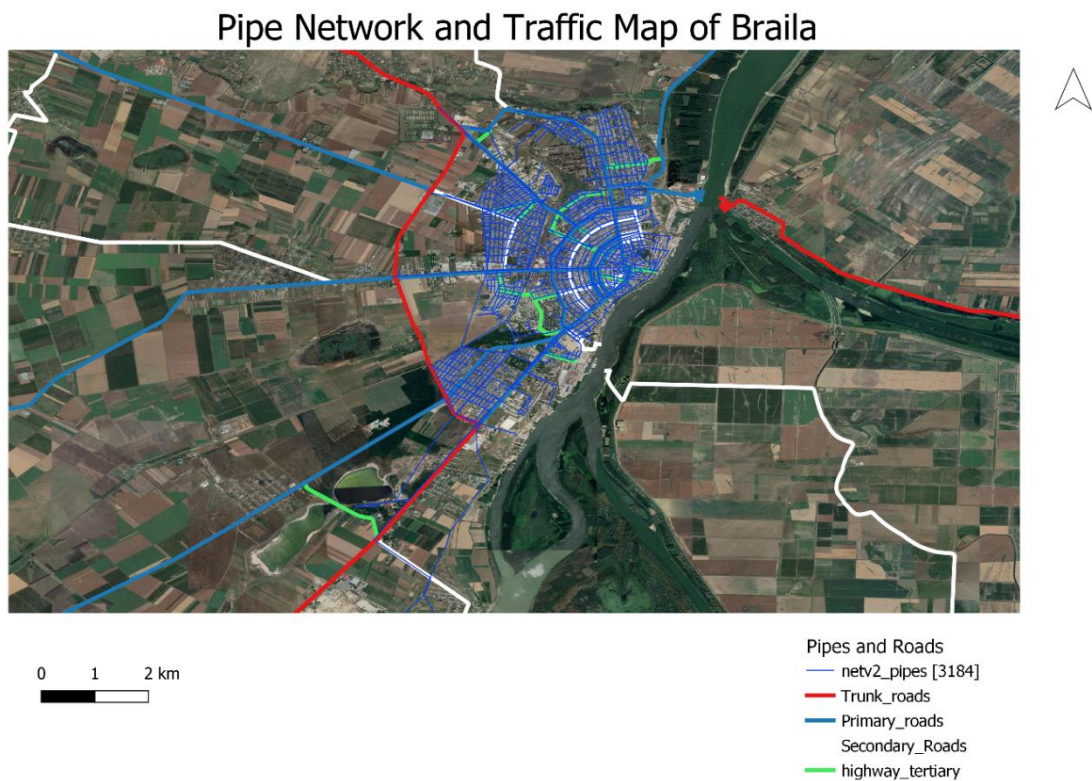 Pipe Network and Traffic Map of Braila
0 1 2 km
Pipes and Roads
netv2_pipes [3184]
Trunk_roads
Primary_roads
Secondary_Roads
highway_tertiary